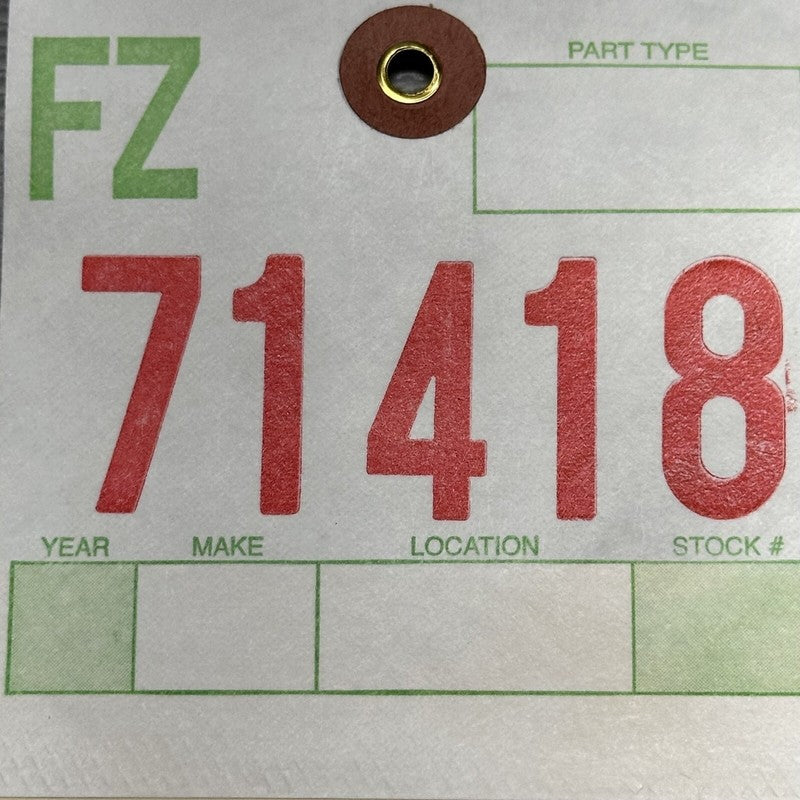 FZ
PART TYPE
71418
YEAR MAKE LOCATION STOCK #